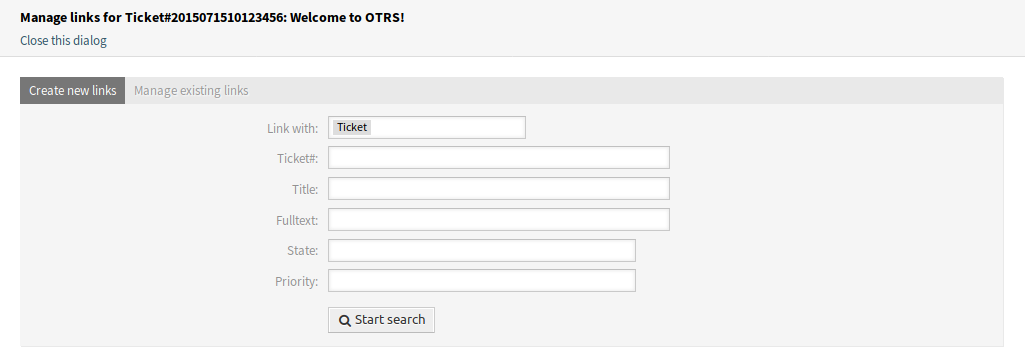 Manage links for Ticket#2015071510123456: Welcome to OTRS!
Close this dialog
Create new links Manage existing links
Link with: Ticket
Ticket#:
Title:
Fulltext:
State:
Priority:
Start search